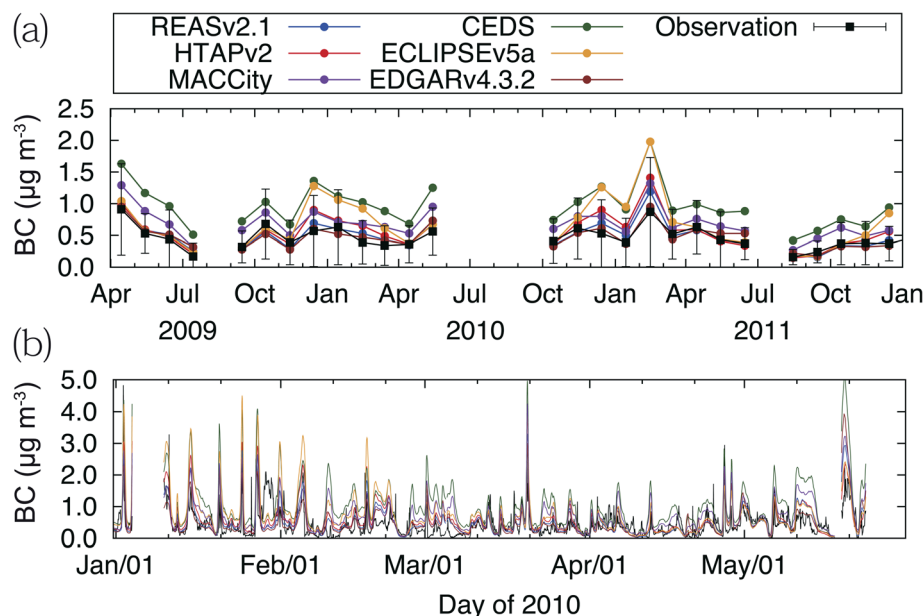 (a)
REASv2.1 CEDS Observation
HTAPv2 ECLIPSEv5a
MACCity EDGARv4.3.2
2.5
2.0
1.5
1.0
0.5
0.0
BC (μg m-3)
Apr Jul Oct Jan Apr Jul Oct Jan Apr Jul Oct Jan
2009 2010 2011
(b)
5.0
4.0
3.0
2.0
1.0
0.0
BC (μg m-3)
Jan/01 Feb/01 Mar/01 Apr/01 May/01
Day of 2010